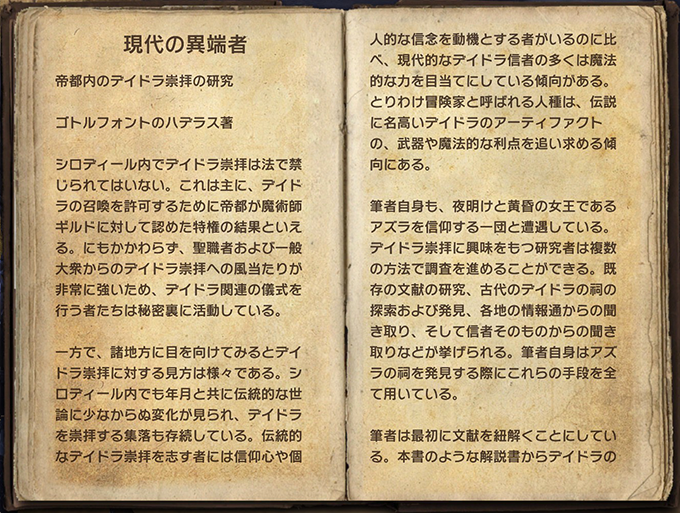 現代の異端者
帝都内のデイドラ崇拝の研究
ゴトルフォントのハデラス著
シロディール内でデイドラ崇拝は法で禁
じられてはいない。これは主に、デイド
ラの召喚を許可するために帝都が魔術師
ギルドに対して認めた特権の結果といえ
る。にもかかわらず、聖職者および一般
大衆からのデイドラ崇拝への風当たりが
非常に強いため、デイドラ関連の儀式を
行う者たちは秘密裏に活動している。
一方で、諸地方に目を向けてみるとデイ
ドラ崇拝に対する見方は様々である。シ
ロディール内でも年月と共に伝統的な世
論に少なからぬ変化が見られ、デイドラ
を崇拝する集落も存続している。伝統的
なデイドラ崇拝を志す者には信仰心や個
人的な信念を動機とする者がいるのに比
べ、現代的なデイドラ信者の多くは魔法
的な力を目当てにしている傾向がある。
とりわけ冒険家と呼ばれる人種は、伝説
に名高いデイドラのアーティファクト
の、武器や魔法的な利点を追い求める傾
向にある。
筆者自身も、夜明けと黄昏の女王である
アズラを信仰する一団と遭遇している。
デイドラ崇拝に興味をもつ研究者は複数
の方法で調査を進めることができる。既
存の文献の研究、古代のデイドラの祠の
探索および発見、各地の情報通からの聞
き取り、そして信者そのものからの聞き
取りなどが挙げられる。筆者自身はアズ
ラの祠を発見する際にこれらの手段を全
て用いている。
筆者は最初に文献を紐解くことにしてい
る。本書のような解説書からデイドラの